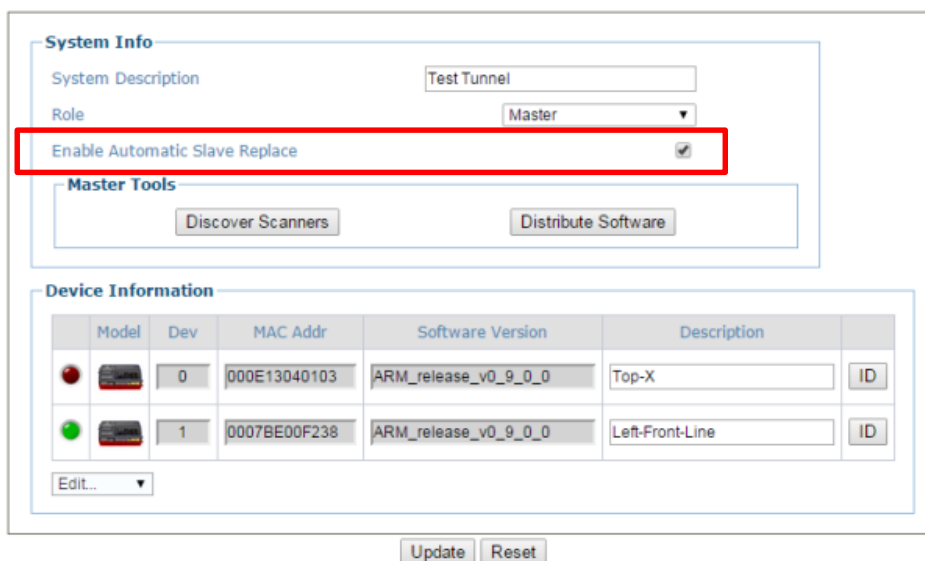 System Info
System Description Test Tunnel
Role Master
Enable Automatic Slave Replace
Master Tools
Discover Scanners Distribute Software
Device Information
Model Dev MAC Addr Software Version Description
0 000E13040103 ARM_release_v0_9_0_0 Top-X ID
1 0007BE00F238 ARM_release_v0_9_0_0 Left-Front-Line ID
Edit...
Update Reset